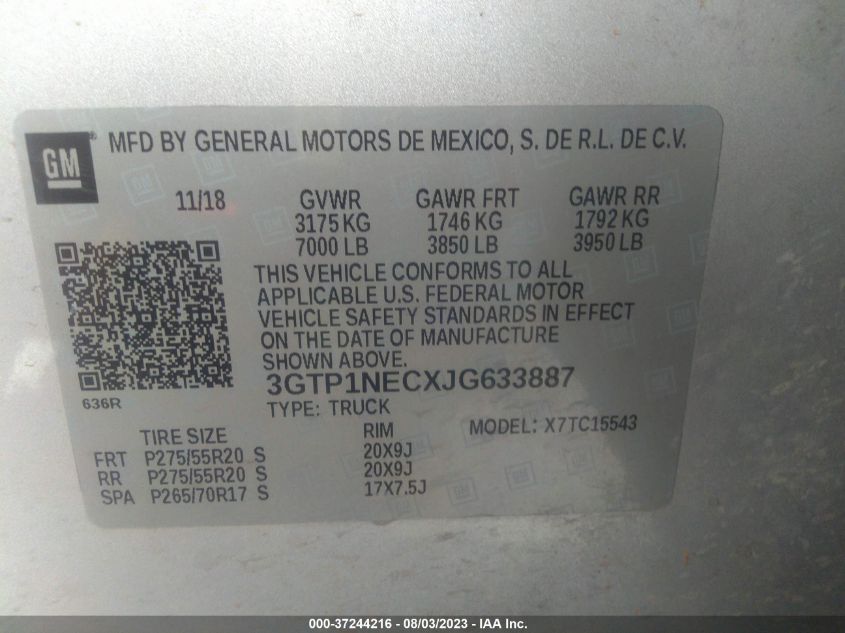 GM
MFD BY GENERAL MOTORS DE MEXICO, S. DE R.L. DE C.V.
11/18 GVWR GAWR FRT GAWR RR
3175 KG 1746 KG 1792 KG
7000 LB 3850 LB 3950 LB
THIS VEHICLE CONFORMS TO ALL
APPLICABLE U.S. FEDERAL MOTOR
VEHICLE SAFETY STANDARDS IN EFFECT
ON THE DATE OF MANUFACTURE
SHOWN ABOVE.
3GTP1NECXJG633887
636R
TYPE: TRUCK
MODEL: X7TC15543
TIRE SIZE RIM
FRT P275/55R20 S 20X9J
RR P275/55R20 S 20X9J
SPA P265/70R17 S 17X7.5J
000-37244216 - 08/03/2023 - IAA Inc.